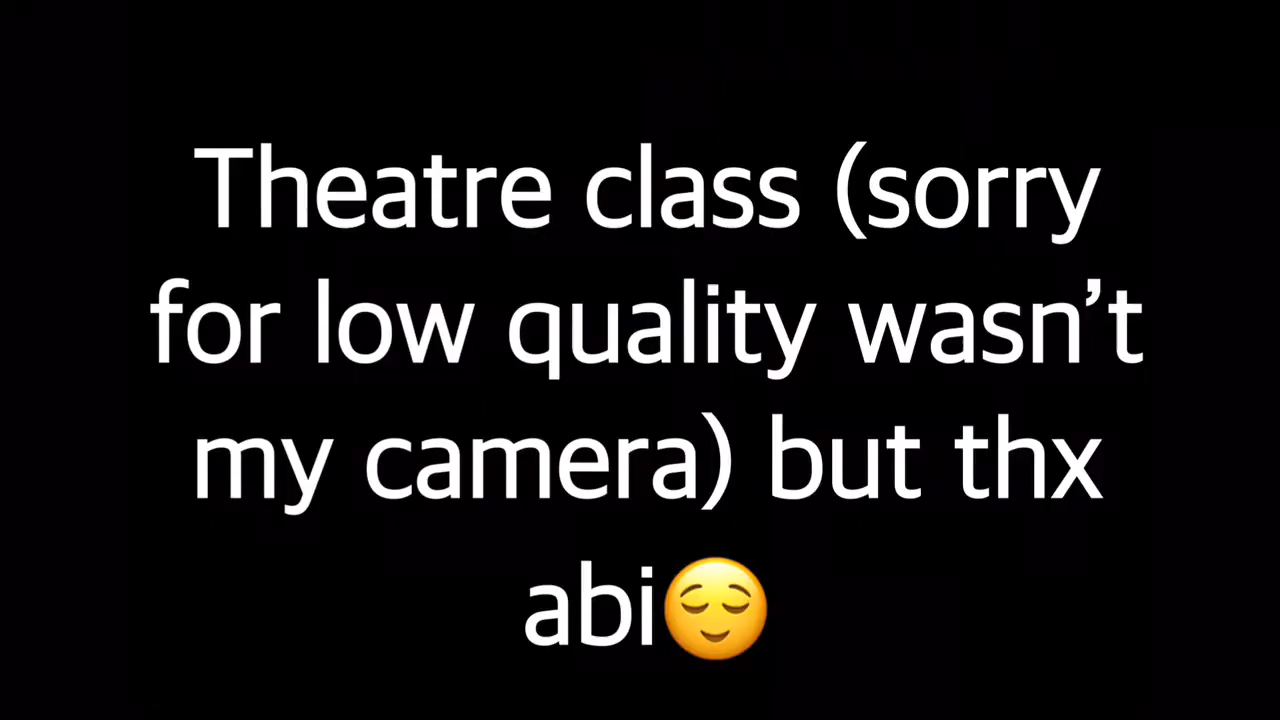 Theatre class (sorry
for low quality wasn’t
my camera) but thx
abi😌